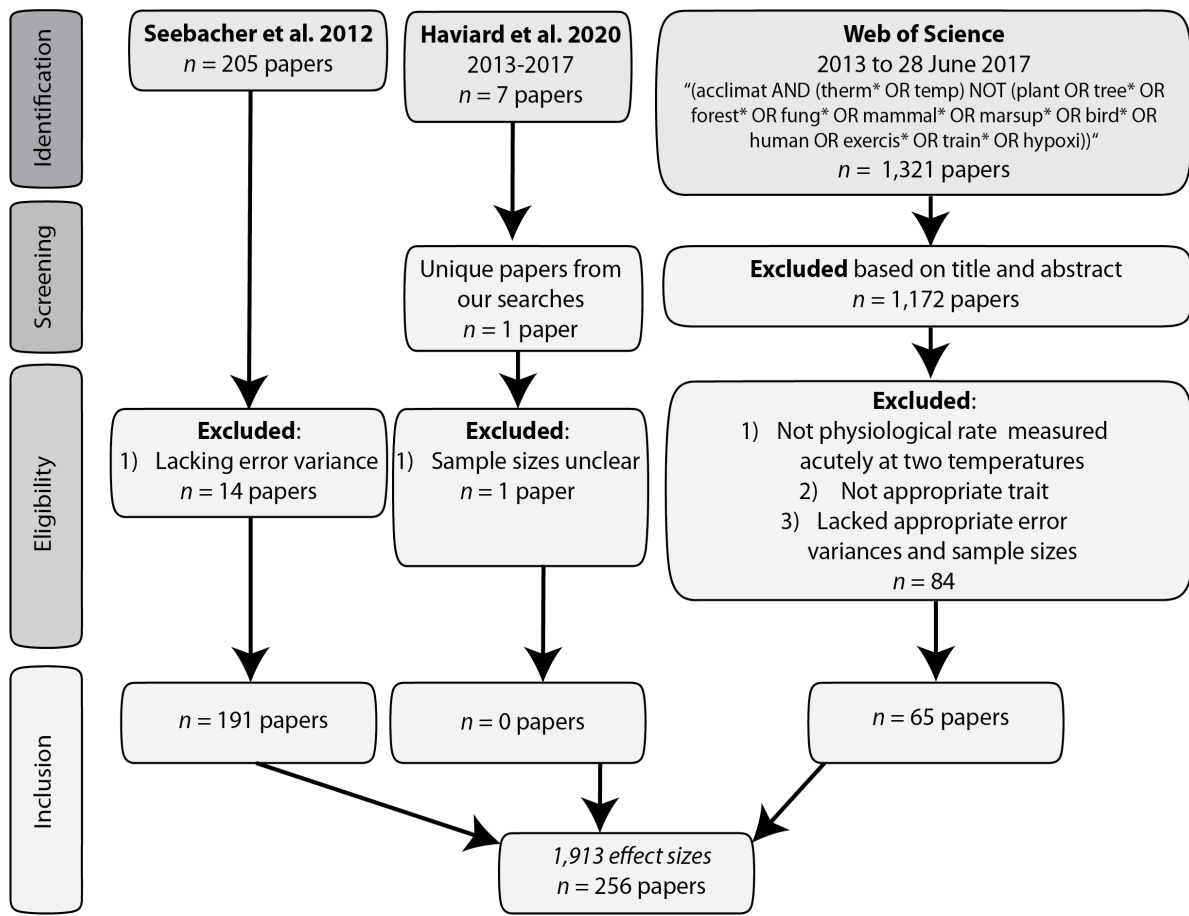 Identification
Seebacher et al. 2012
n = 205 papers
Haviard et al. 2020
2013-2017
n = 7 papers
Web of Science
2013 to 28 June 2017
“(acclimat AND (therm* OR temp) NOT (plant OR tree* OR
forest* OR fung* OR mammal* OR marsup* OR bird* OR
human OR exercis* OR train* OR hypoxi))“
n = 1,321 papers
Screening
Unique papers from
our searches
n = 1 paper
Excluded based on title and abstract
n = 1,172 papers
Eligibility
Excluded:
1) Lacking error variance
n = 14 papers
Excluded:
1) Sample sizes unclear
n = 1 paper
Excluded:
1) Not physiological rate measured
acutely at two temperatures
2) Not appropriate trait
3) Lacked appropriate error
variances and sample sizes
n = 84
Inclusion
n = 191 papers
n = 0 papers
n = 65 papers
1,913 effect sizes
n = 256 papers